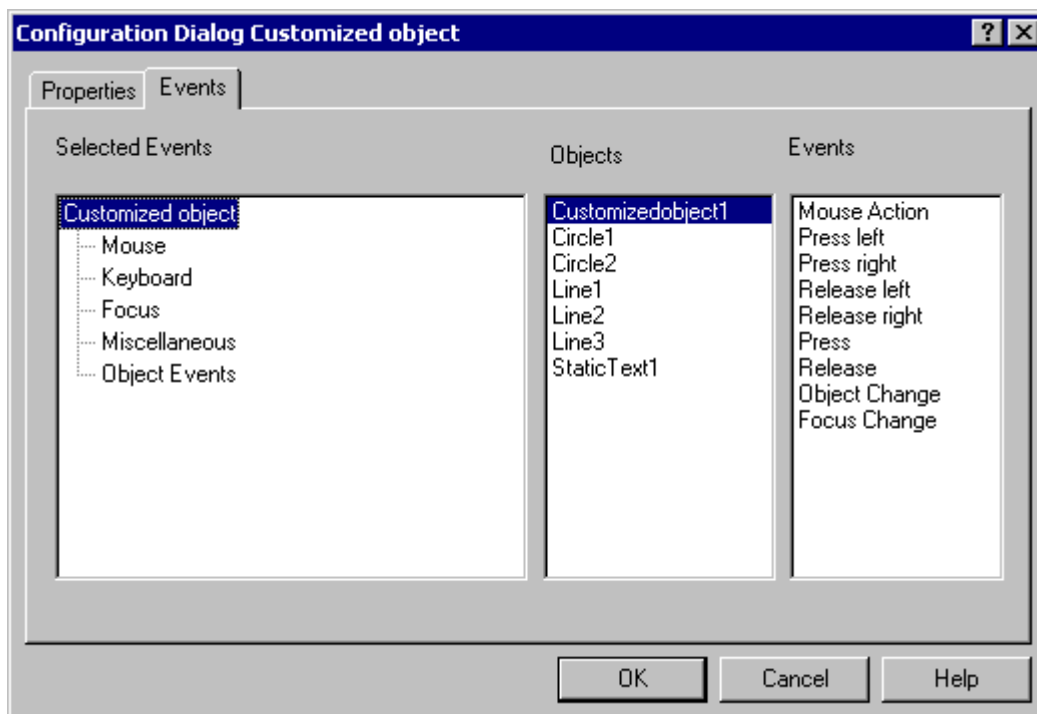 Configuration Dialog Customized object
Properties
Events
Selected Events
Objects
Events
Customized object
Mouse
Keyboard
Focus
Miscellaneous
Object Events
Customizedobject1
Circle1
Circle2
Line1
Line2
Line3
StaticText1
Mouse Action
Press left
Press right
Release left
Release right
Press
Release
Object Change
Focus Change
OK
Cancel
Help